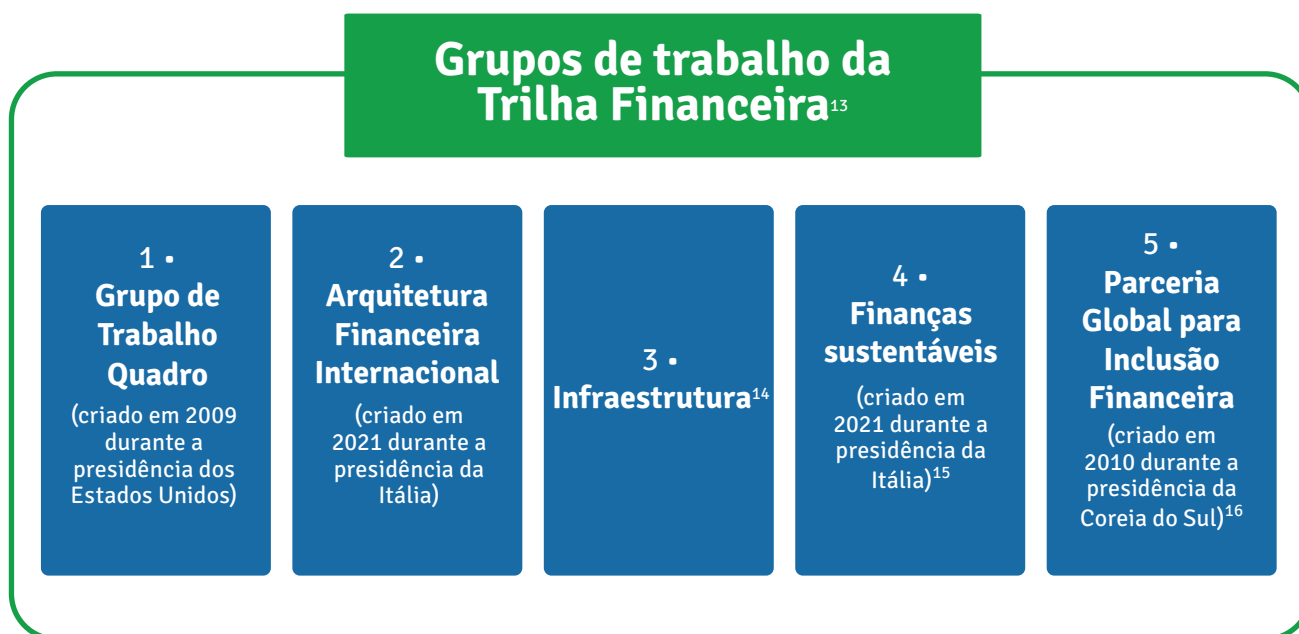 Grupos de trabalho da
Trilha Financeira13
1 •
Grupo de
Trabalho
Quadro
(criado em 2009
durante a
presidência dos
Estados Unidos)
2 •
Arquitetura
Financeira
Internacional
(criado em
2021 durante a
presidência da
Itália)
3 •
Infraestrutura14
4 •
Finanças
sustentáveis
(criado em
2021 durante a
presidência da
Itália)15
5 •
Parceria
Global para
Inclusão
Financeira
(criado em
2010 durante a
presidência da
Coreia do Sul)16